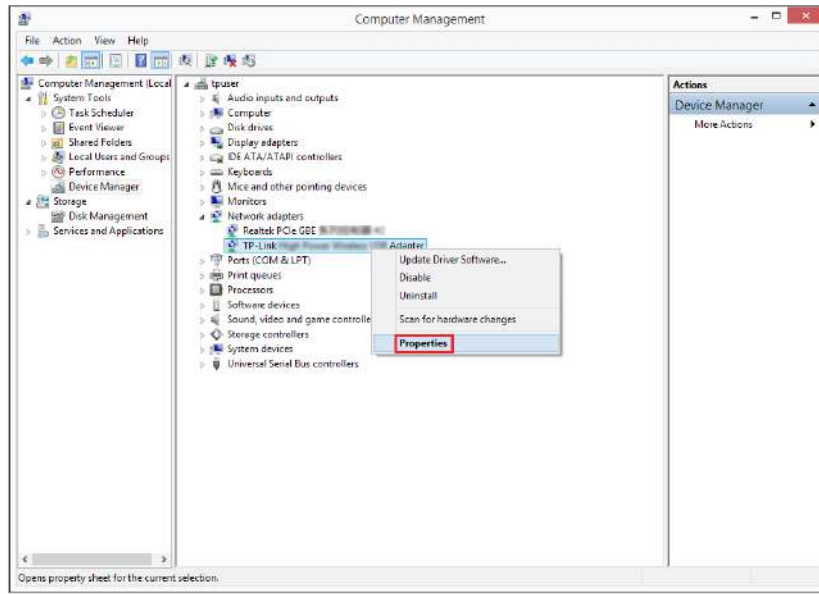 Computer Management
File Action View Help
Computer Management (Local
System Tools
Task Scheduler
Event Viewer
Shared Folders
Local Users and Groups
Performance
Device Manager
Storage
Disk Management
Services and Applications
tpuser
Audio inputs and outputs
Computer
Disk drives
Display adapters
IDE ATA/ATAPI controllers
Keyboards
Mice and other pointing devices
Monitors
Network adapters
Realtek PCIe GBE
TP-Link Adapter
Ports (COM & LPT)
Print queues
Processors
Software devices
Sound, video and game controlle
Storage controllers
System devices
Universal Serial Bus controllers
Update Driver Software...
Disable
Uninstall
Scan for hardware changes
Properties
Actions
Device Manager
More Actions
Opens property sheet for the current selection.